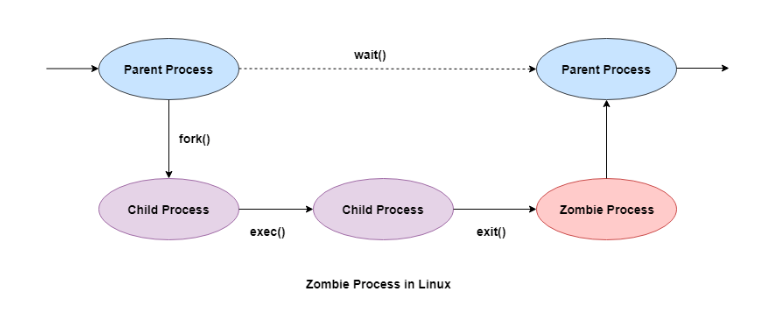 wait()
Parent Process
Parent Process
fork()
Child Process
Child Process
Zombie Process
exec()
exit()
Zombie Process in Linux